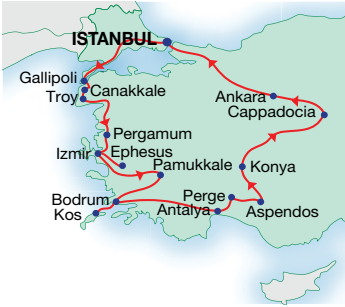 ISTANBUL
Gallipoli
Canakkale
Troy
Ankara
Cappadocia
Pergamum
Izmir
Ephesus
Pamukkale
Konya
Bodrum
Kos
Perge
Antalya
Aspendos